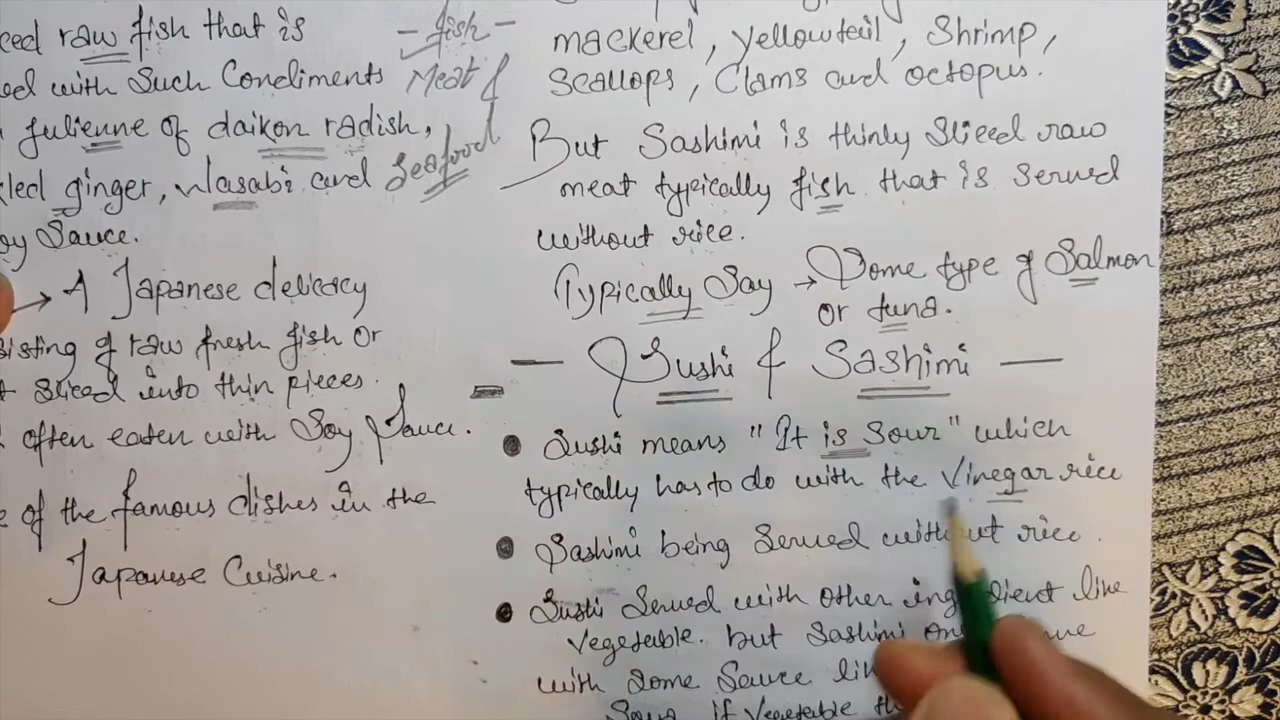 raw fish that is
with Such Condiments
Julienne of daikon radish,
ginger, Wasabi and
Sauce.
→ A Japanese delicacy
of raw fresh fish or
Sliced into thin pieces.
often eaten with Soy Sauce.
of the famous dishes in the
Japanese Cuisine.
- fish -
Meat &
Seafood
mackerel, yellowtail, Shrimp,
Scallops, Clams and octopus.
But Sashimi is thinly Sliced raw
meat typically fish that is Served
without rice.
Typically Say → Some type of Salmon
or tuna.
— Sushi & Sashimi —
• Sushi means "It is Sour" which
typically has to do with the Vinegar rice
• Sashimi being Served without rice.
• Sushi Served with other ingredient like
vegetable. but Sashimi
with Some Sauce
if vegetable